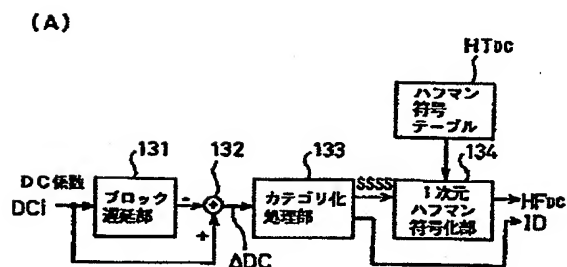 (A)
HTDC
ハフマン
符号
テーブル
131
132
133
134
DC係数
DCi
ブロック
遅延部
-
+
+
ΔDC
カテゴリ化
処理部
SSSS
1次元
ハフマン
符号化部
HFDC
ID